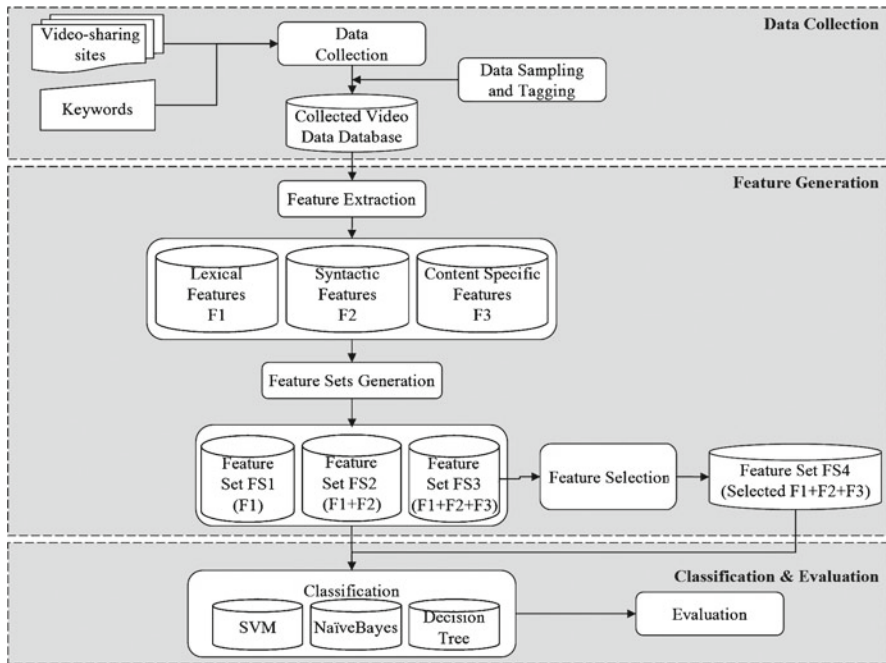 Data Collection
Video-sharing
sites
Data
Collection
Keywords
Data Sampling
and Tagging
Collected Video
Data Database
Feature Generation
Feature Extraction
Lexical
Features
F1
Syntactic
Features
F2
Content Specific
Features
F3
Feature Sets Generation
Feature
Set FS1
(F1)
Feature
Set FS2
(F1+F2)
Feature
Set FS3
(F1+F2+F3)
Feature Selection
Feature Set FS4
(Selected F1+F2+F3)
Classification & Evaluation
Classification
SVM
NaïveBayes
Decision
Tree
Evaluation